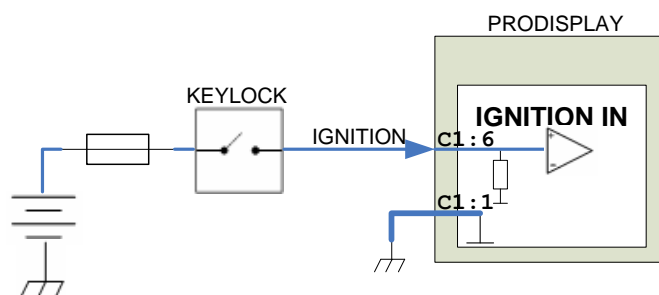 PRODISPLAY
KEYLOCK
IGNITION IN
IGNITION
C1:6
C1:1